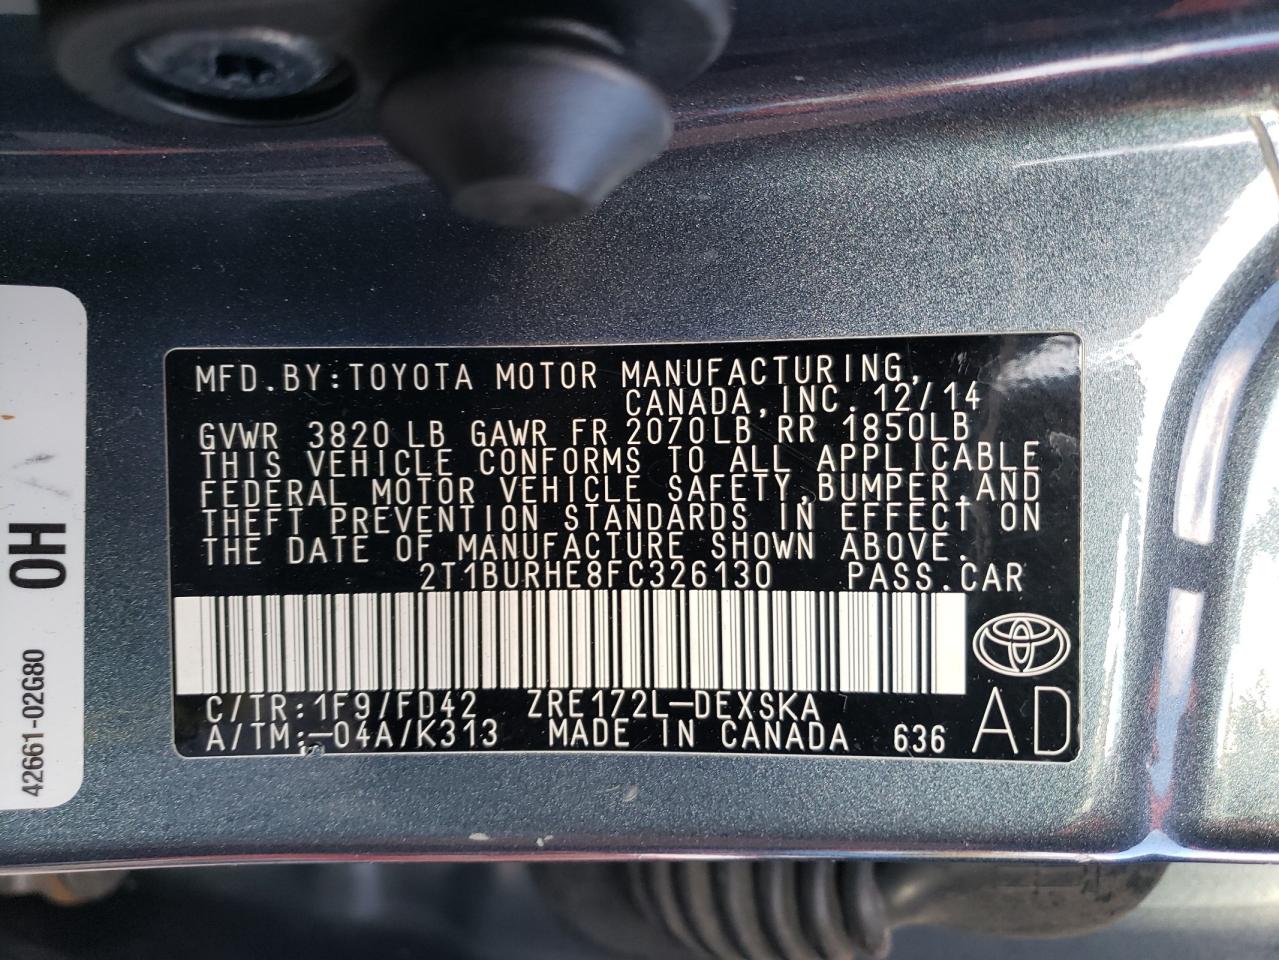 MFD.BY:TOYOTA MOTOR MANUFACTURING,
CANADA,INC. 12/14
GVWR 3820 LB GAWR FR 2070LB RR 1850LB
THIS VEHICLE CONFORMS TO ALL APPLICABLE
FEDERAL MOTOR VEHICLE SAFETY,BUMPER,AND
THEFT PREVENTION STANDARDS IN EFFECT ON
THE DATE OF MANUFACTURE SHOWN ABOVE.
2T1BURHE8FC326130 PASS.CAR
C/TR:1F9/FD42 ZRE172L-DEXSKA
A/TM:-04A/K313 MADE IN CANADA 636 AD
42661-02G80 0H